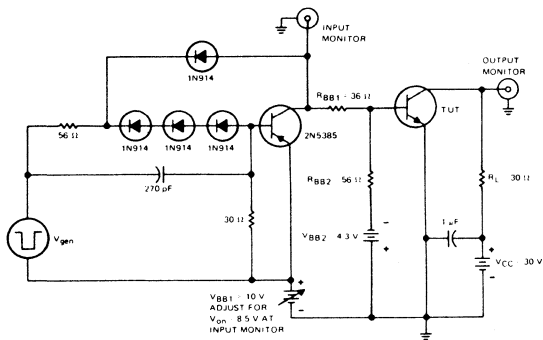 INPUT
MONITOR
OUTPUT
MONITOR
1N914
RBB1 - 36 Ω
TUT
56 Ω
1N914
1N914
1N914
2N5385
270 pF
RBB2
56 Ω
RL
30 Ω
30 Ω
1 µF
Vgen
VBB2
4.3 V
VCC - 30 V
VBB1 - 10 V
ADJUST FOR
Von - 8.5 V AT
INPUT MONITOR